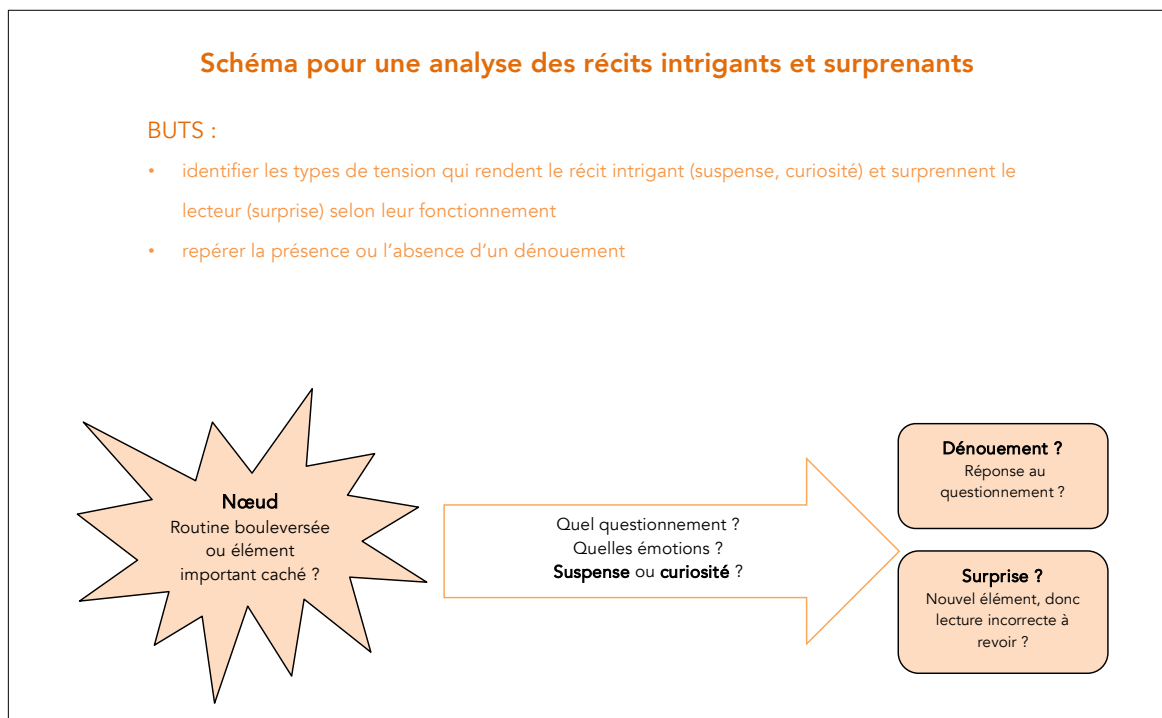 Schéma pour une analyse des récits intrigants et surprenants
BUTS :
• identifier les types de tension qui rendent le récit intrigant (suspense, curiosité) et surprennent le
lecteur (surprise) selon leur fonctionnement
• repérer la présence ou l’absence d’un dénouement
Nœud
Routine bouleversée
ou élément
important caché ?
Quel questionnement ?
Quelles émotions ?
Suspense ou curiosité ?
Dénouement ?
Réponse au
questionnement ?
Surprise ?
Nouvel élément, donc
lecture incorrecte à
revoir ?